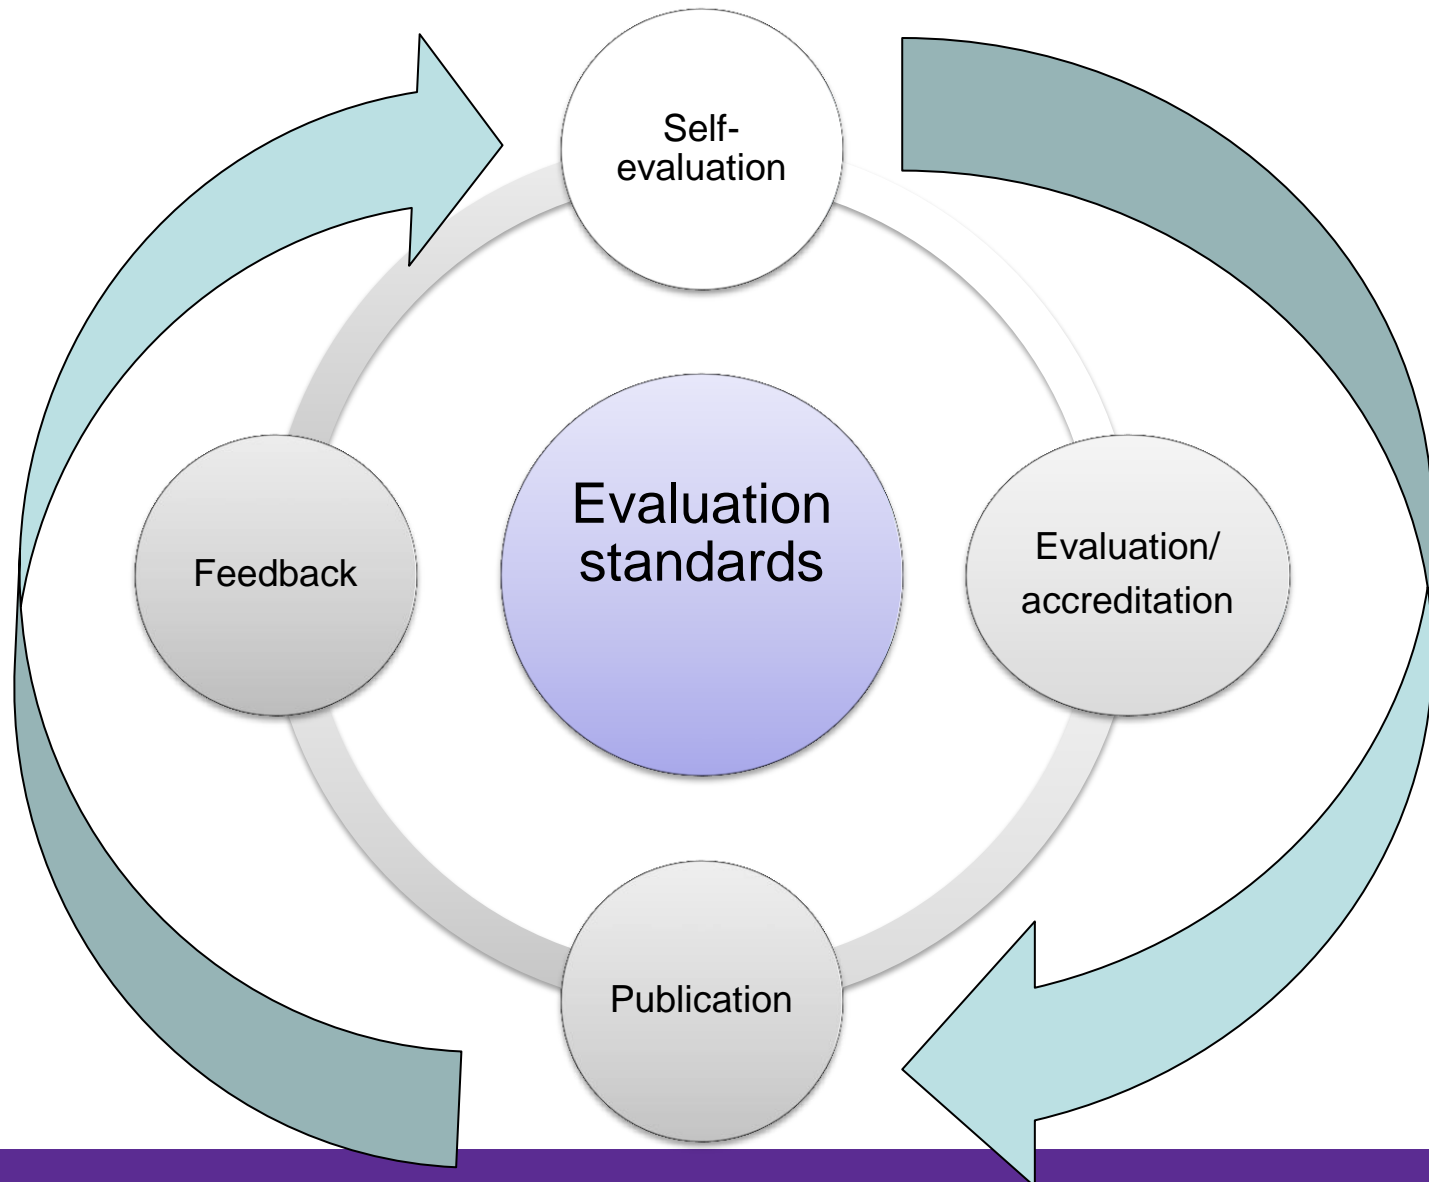 Self-
evaluation
Evaluation
standards
Evaluation/
accreditation
Feedback
Publication